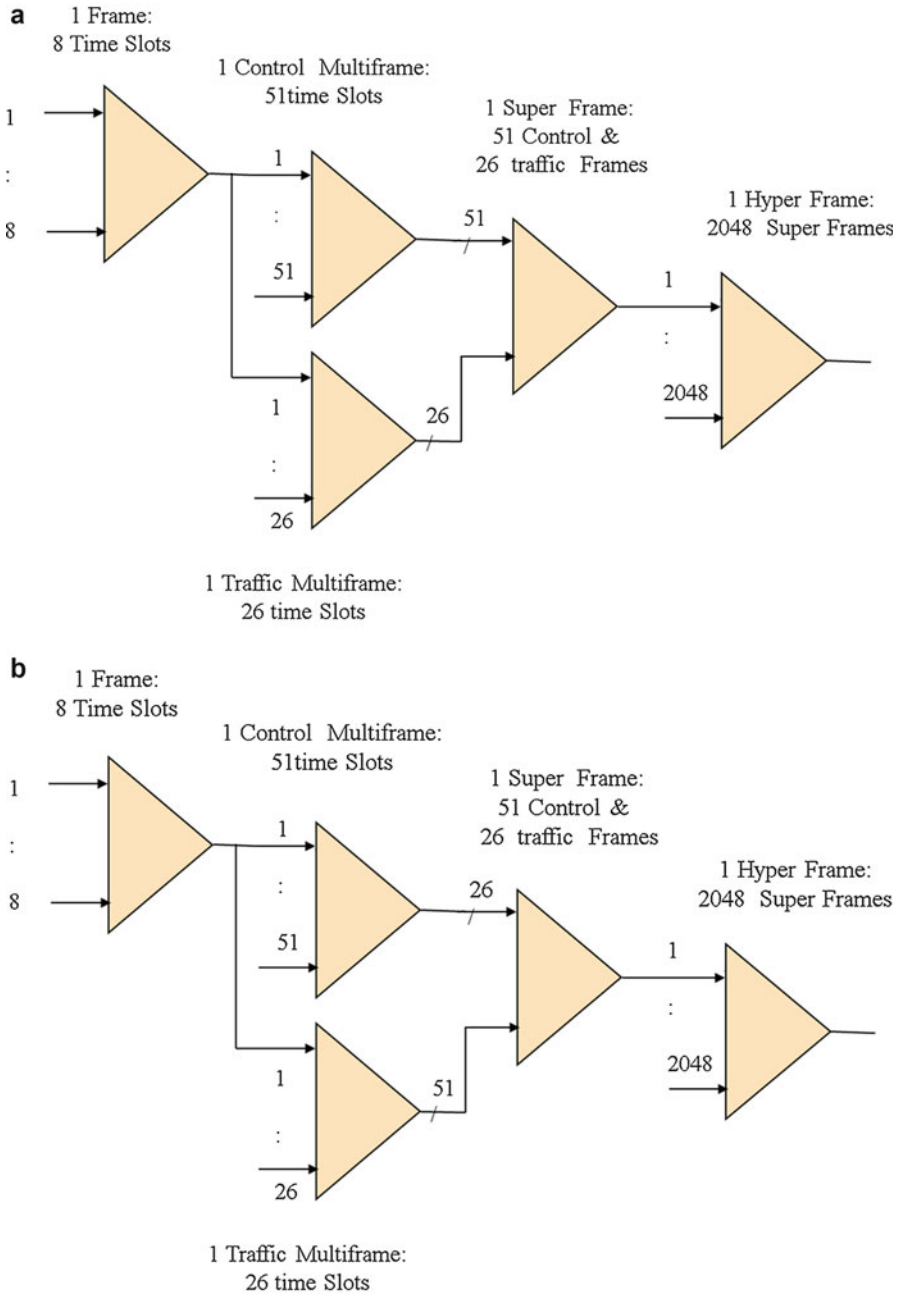 a
1 Frame:
8 Time Slots
1 Control Multiframe:
51time Slots
1 Super Frame:
51 Control &
26 traffic Frames
1 Hyper Frame:
2048 Super Frames
1
:
8
1
:
51
51
1
:
2048
1
:
26
26
1 Traffic Multiframe:
26 time Slots
b
1 Frame:
8 Time Slots
1 Control Multiframe:
51time Slots
1 Super Frame:
51 Control &
26 traffic Frames
1 Hyper Frame:
2048 Super Frames
1
:
8
1
:
51
26
1
:
2048
1
:
26
51
1 Traffic Multiframe:
26 time Slots